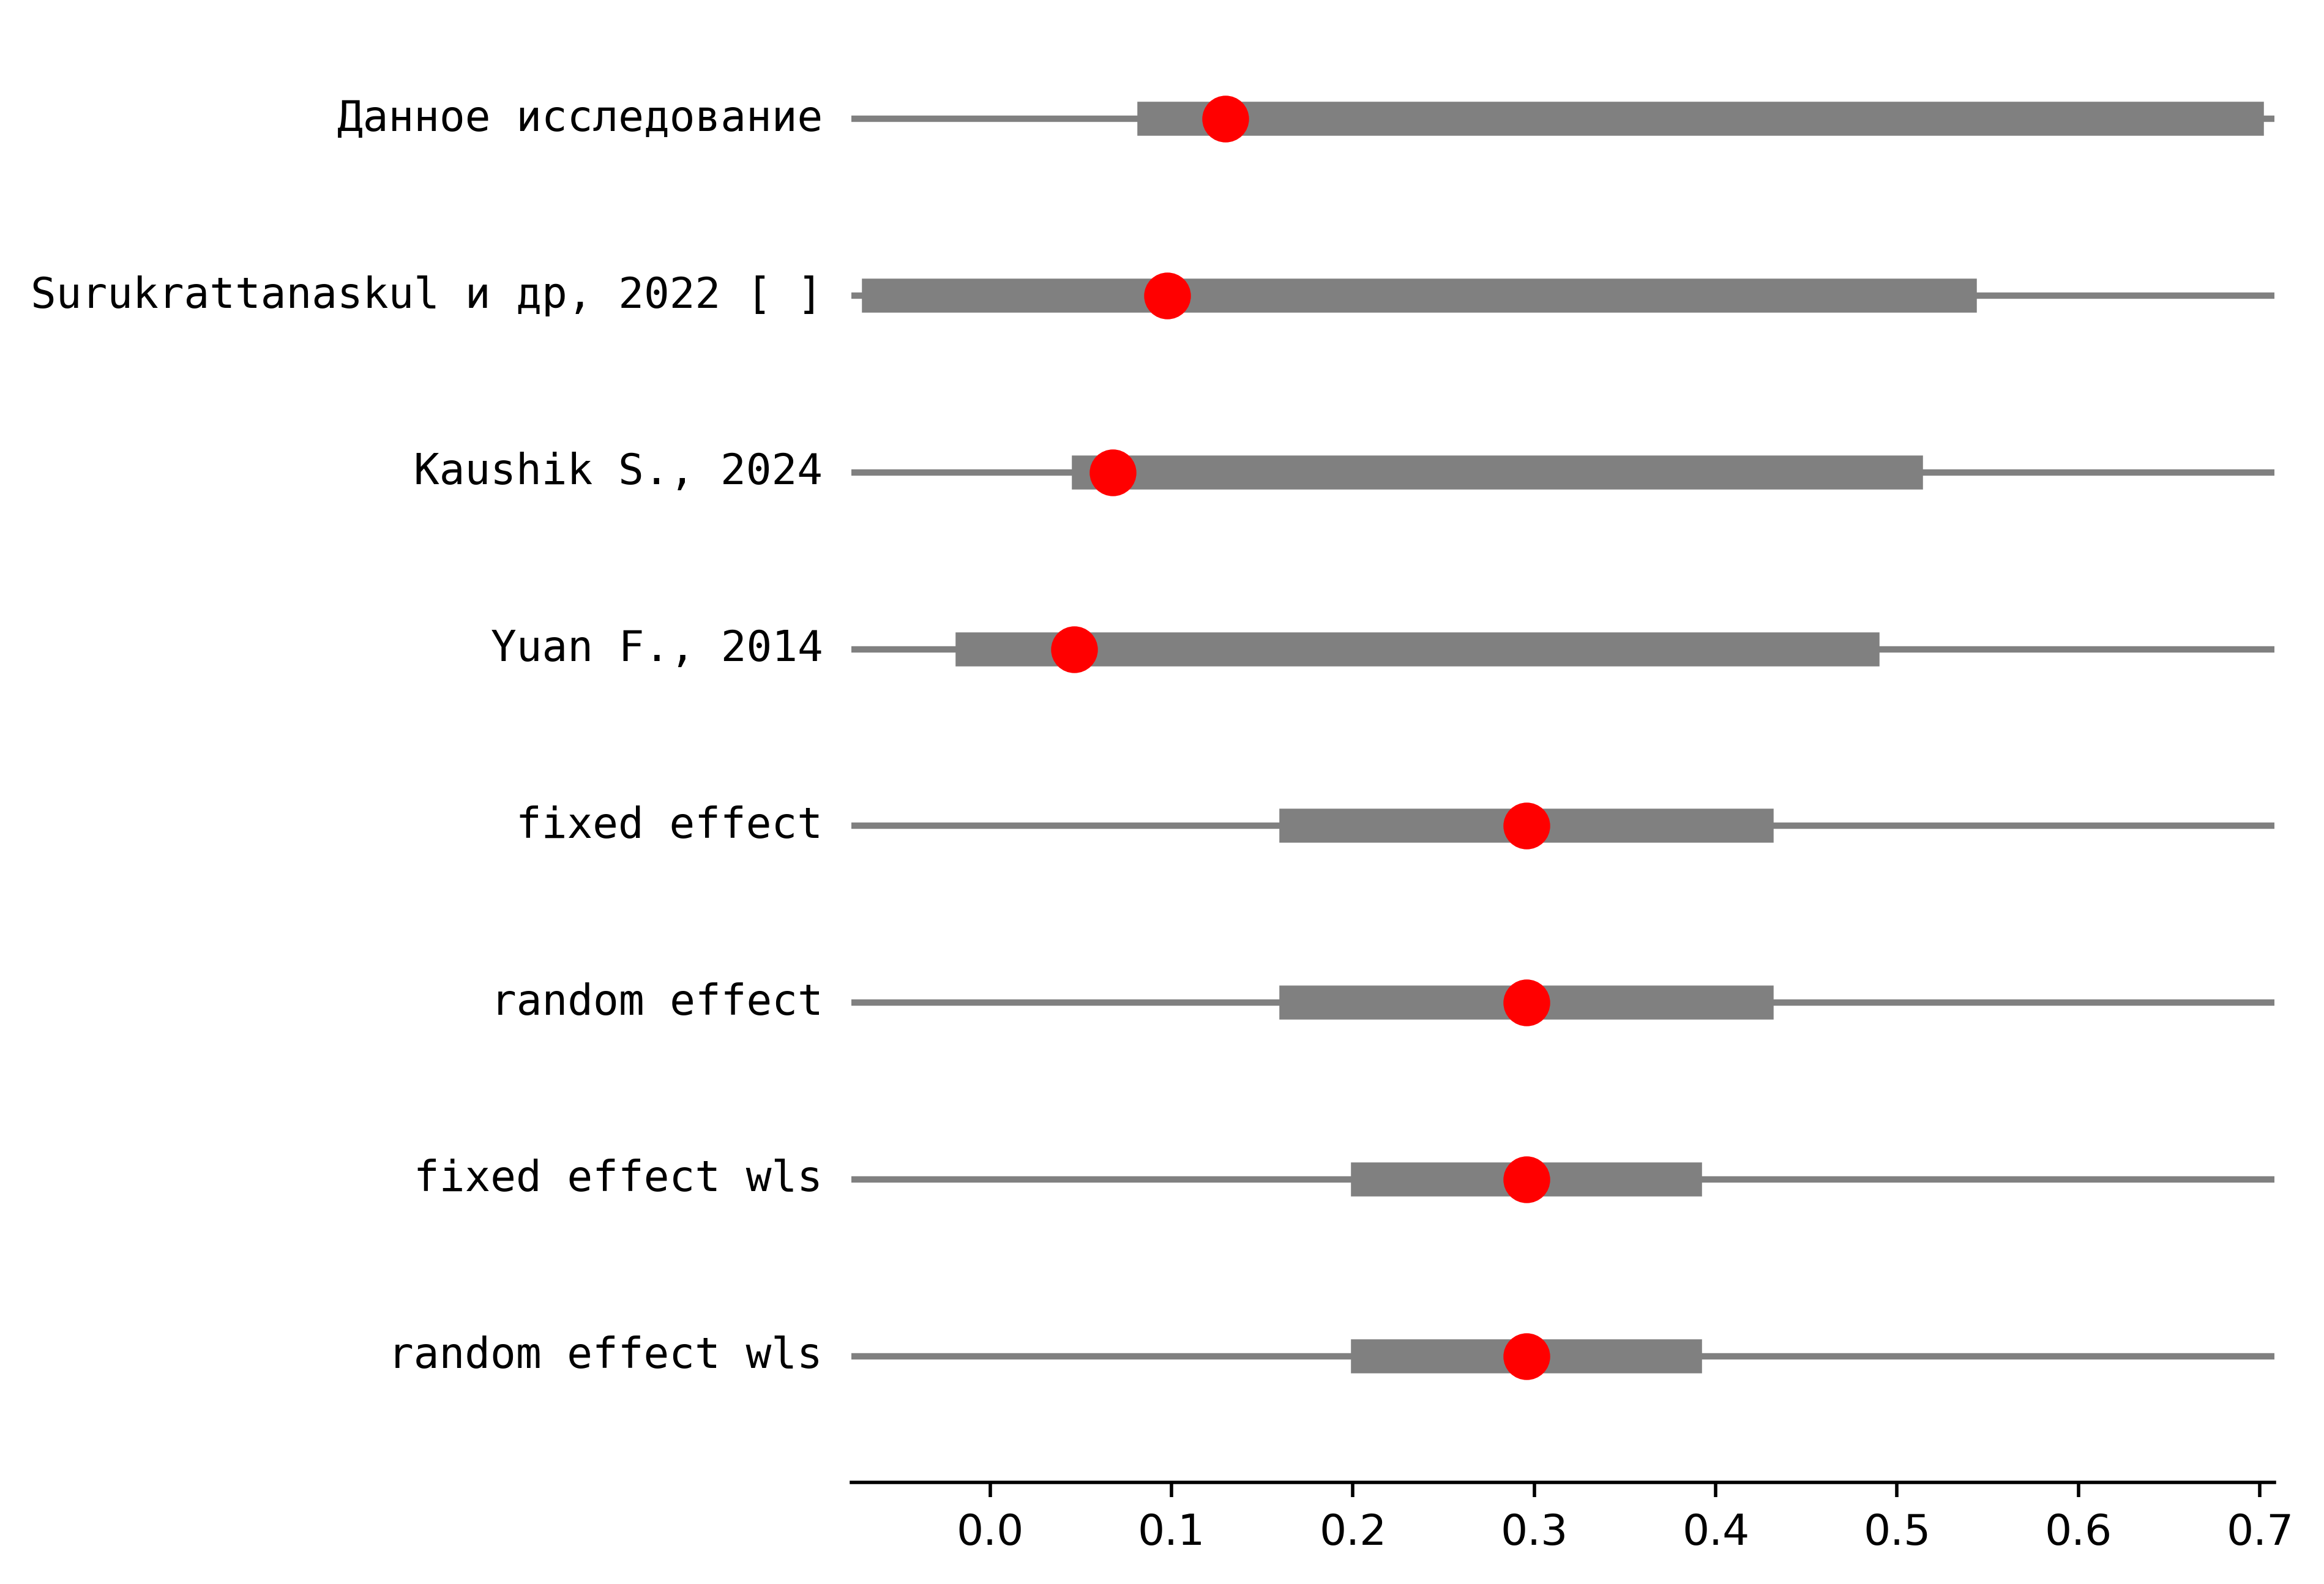 Данное исследование
Surukrattanaskul и др, 2022 [ ]
Kaushik S., 2024
Yuan F., 2014
fixed effect
random effect
fixed effect wls
random effect wls
0.0 0.1 0.2 0.3 0.4 0.5 0.6 0.7